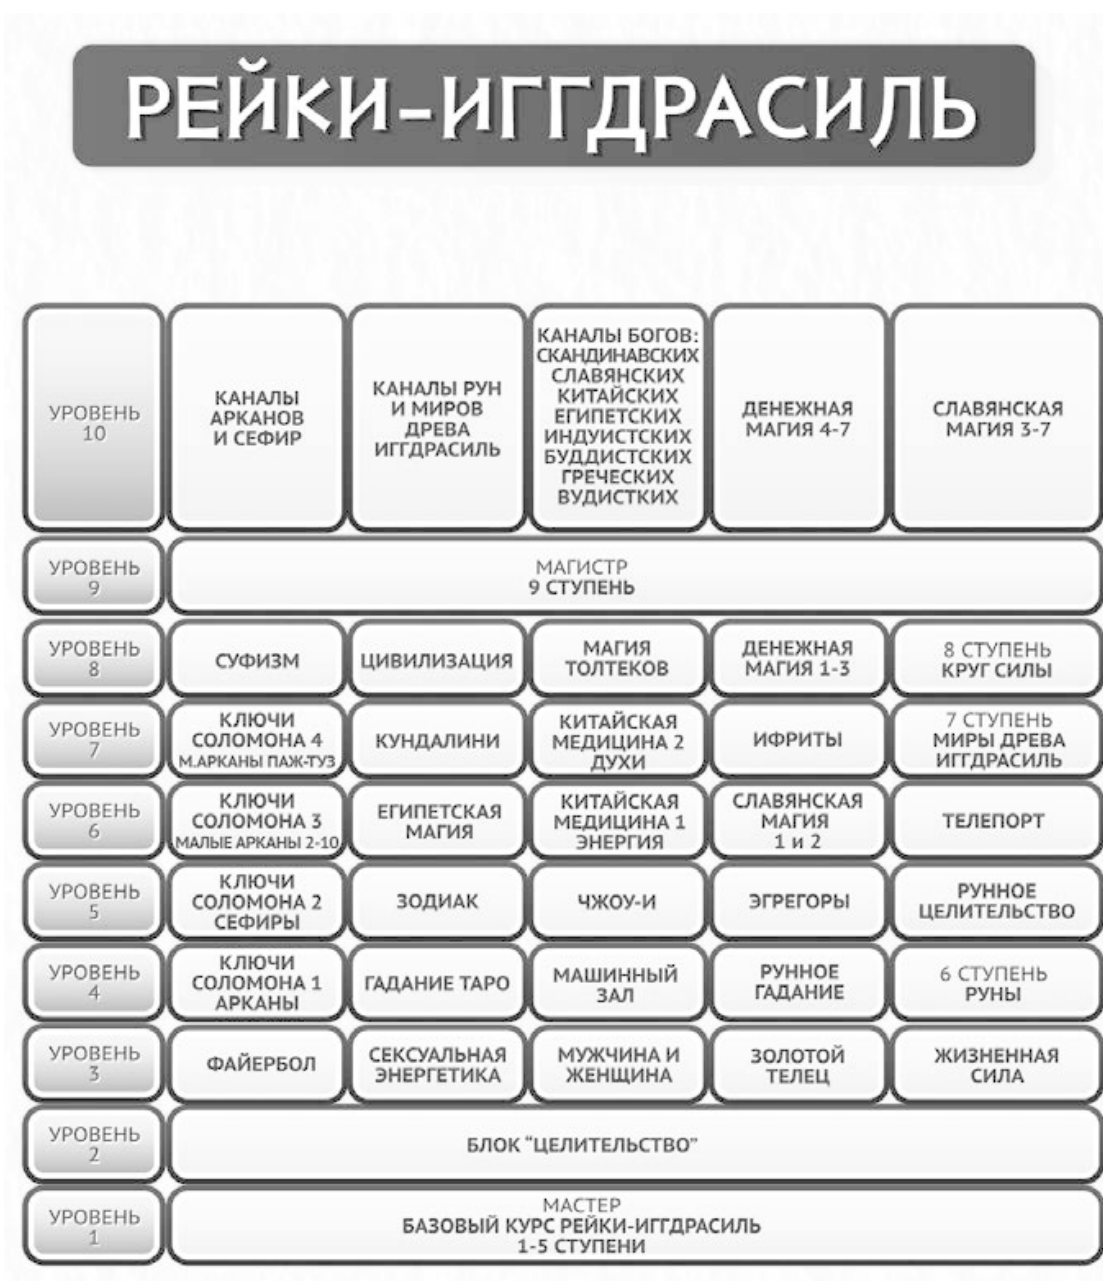 РЕЙКИ-ИГГДРАСИЛЬ
УРОВЕНЬ
10
КАНАЛЫ
АРКАНОВ
И СЕФИР
КАНАЛЫ РУН
И МИРОВ
ДРЕВА
ИГГДРАСИЛЬ
КАНАЛЫ БОГОВ:
СКАНДИНАВСКИХ
СЛАВЯНСКИХ
КИТАЙСКИХ
ЕГИПЕТСКИХ
ИНДУИСТСКИХ
БУДДИСТСКИХ
ГРЕЧЕСКИХ
ВУДИСТКИХ
ДЕНЕЖНАЯ
МАГИЯ 4-7
СЛАВЯНСКАЯ
МАГИЯ 3-7
УРОВЕНЬ
9
МАГИСТР
9 СТУПЕНЬ
УРОВЕНЬ
8
СУФИЗМ
ЦИВИЛИЗАЦИЯ
МАГИЯ
ТОЛТЕКОВ
ДЕНЕЖНАЯ
МАГИЯ 1-3
8 СТУПЕНЬ
КРУГ СИЛЫ
УРОВЕНЬ
7
КЛЮЧИ
СОЛОМОНА 4
М.АРКАНЫ ПАЖ-ТУЗ
КУНДАЛИНИ
КИТАЙСКАЯ
МЕДИЦИНА 2
ДУХИ
ИФРИТЫ
7 СТУПЕНЬ
МИРЫ ДРЕВА
ИГГДРАСИЛЬ
УРОВЕНЬ
6
КЛЮЧИ
СОЛОМОНА 3
МАЛЫЕ АРКАНЫ 2-10
ЕГИПЕТСКАЯ
МАГИЯ
КИТАЙСКАЯ
МЕДИЦИНА 1
ЭНЕРГИЯ
СЛАВЯНСКАЯ
МАГИЯ
1 и 2
ТЕЛЕПОРТ
УРОВЕНЬ
5
КЛЮЧИ
СОЛОМОНА 2
СЕФИРЫ
ЗОДИАК
ЧЖОУ-И
ЭГРЕГОРЫ
РУННОЕ
ЦЕЛИТЕЛЬСТВО
УРОВЕНЬ
4
КЛЮЧИ
СОЛОМОНА 1
АРКАНЫ
ГАДАНИЕ ТАРО
МАШИННЫЙ
ЗАЛ
РУННОЕ
ГАДАНИЕ
6 СТУПЕНЬ
РУНЫ
УРОВЕНЬ
3
ФАЙЕРБОЛ
СЕКСУАЛЬНАЯ
ЭНЕРГЕТИКА
МУЖЧИНА И
ЖЕНЩИНА
ЗОЛОТОЙ
ТЕЛЕЦ
ЖИЗНЕННАЯ
СИЛА
УРОВЕНЬ
2
БЛОК “ЦЕЛИТЕЛЬСТВО”
УРОВЕНЬ
1
МАСТЕР
БАЗОВЫЙ КУРС РЕЙКИ-ИГГДРАСИЛЬ
1-5 СТУПЕНИ